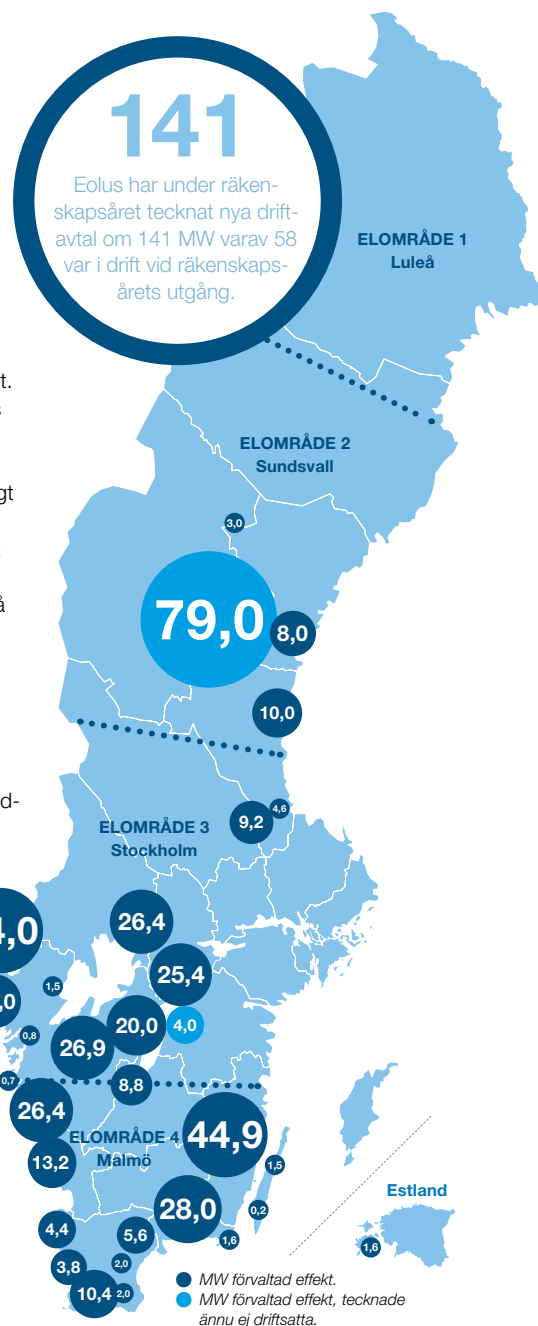 141
Eolus har under räken-
skapsåret tecknat nya drift-
avtal om 141 MW varav 58
var i drift vid räkenskaps-
årets utgång.
ELOMRÅDE 1
Luleå
t.
s
ELOMRÅDE 2
Sundsvall
gt
3,0
t
å
79,0
8,0
10,0
d-
4,6
9,2
ELOMRÅDE 3
Stockholm
26,4
4,0
25,4
1,5
,0
20,0
4,0
0,8
26,9
0,7
8,8
26,4
44,9
ELOMRÅDE 4
Malmö
13,2
1,5
Estland
28,0
0,2
4,4
5,6
1,6
1,6
3,8
2,0
10,4
2,0
MW förvaltad effekt.
MW förvaltad effekt, tecknade
ännu ej driftsatta.